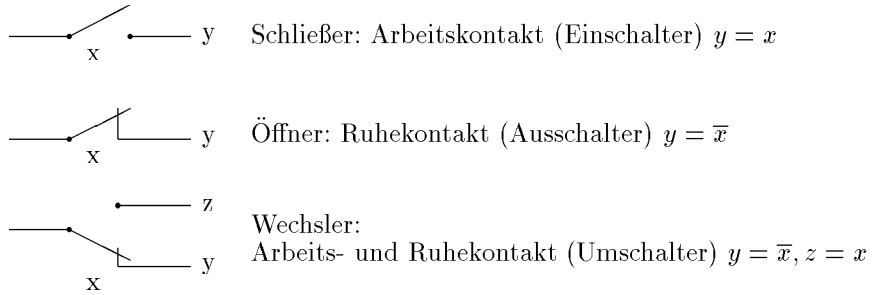 y Schließer: Arbeitskontakt (Einschalter) y = x
x
y Öffner: Ruhekontakt (Ausschalter) y = x̅
x
z
Wechsler:
y Arbeits- und Ruhekontakt (Umschalter) y = x̅, z = x
x